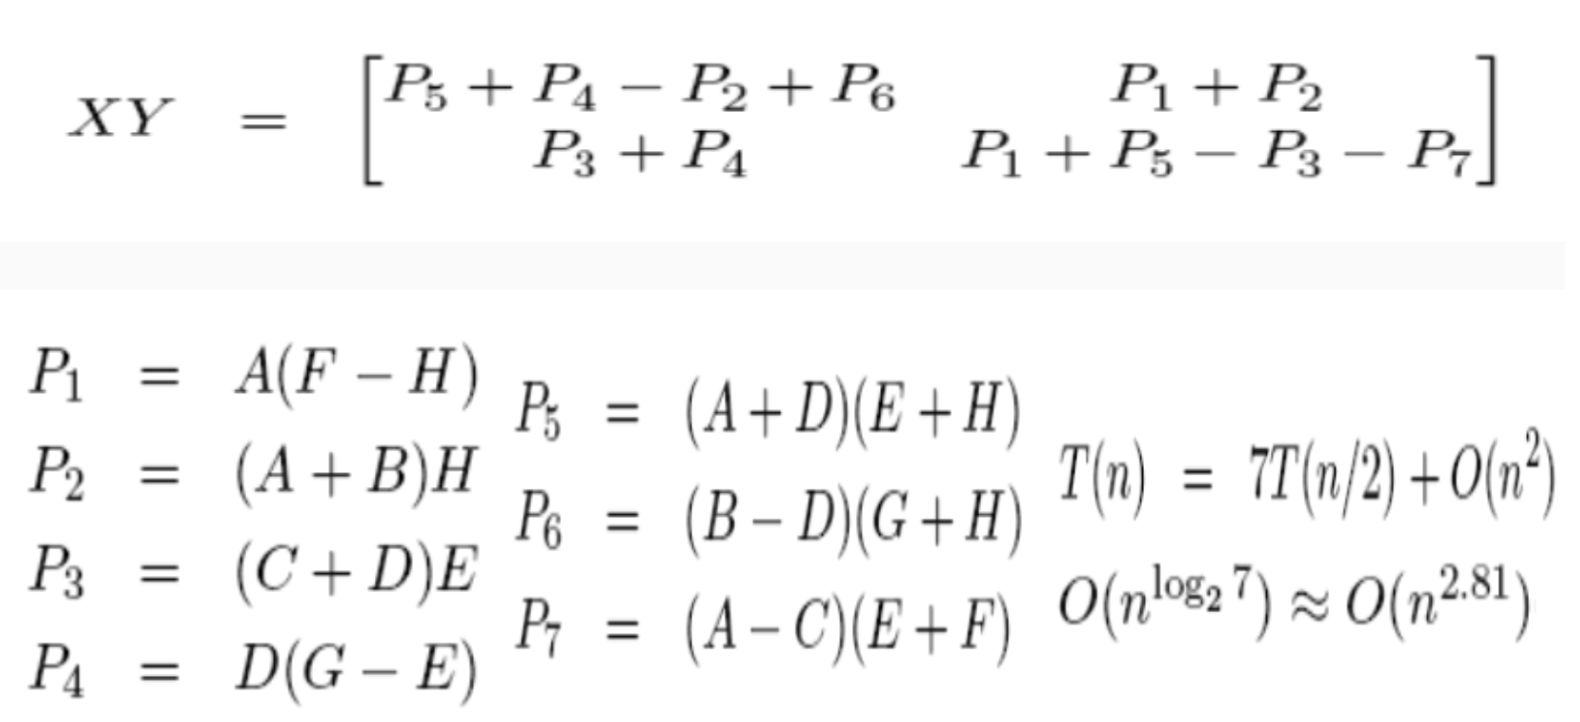 XY = [ P₅ + P₄ − P₂ + P₆   P₁ + P₂
P₃ + P₄   P₁ + P₅ − P₃ − P₇ ]
P₁ = A(F − H)
P₂ = (A + B)H
P₃ = (C + D)E
P₄ = D(G − E)
P₅ = (A + D)(E + H)
P₆ = (B − D)(G + H)
P₇ = (A − C)(E + F)
T(n) = 7T(n/2) + O(n²)
O(n^{log₂ 7}) ≈ O(n^{2.81})